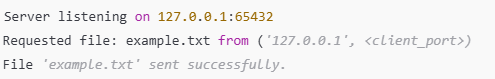 Server listening on 127.0.0.1:65432
Requested file: example.txt from ('127.0.0.1', <client_port>)
File 'example.txt' sent successfully.